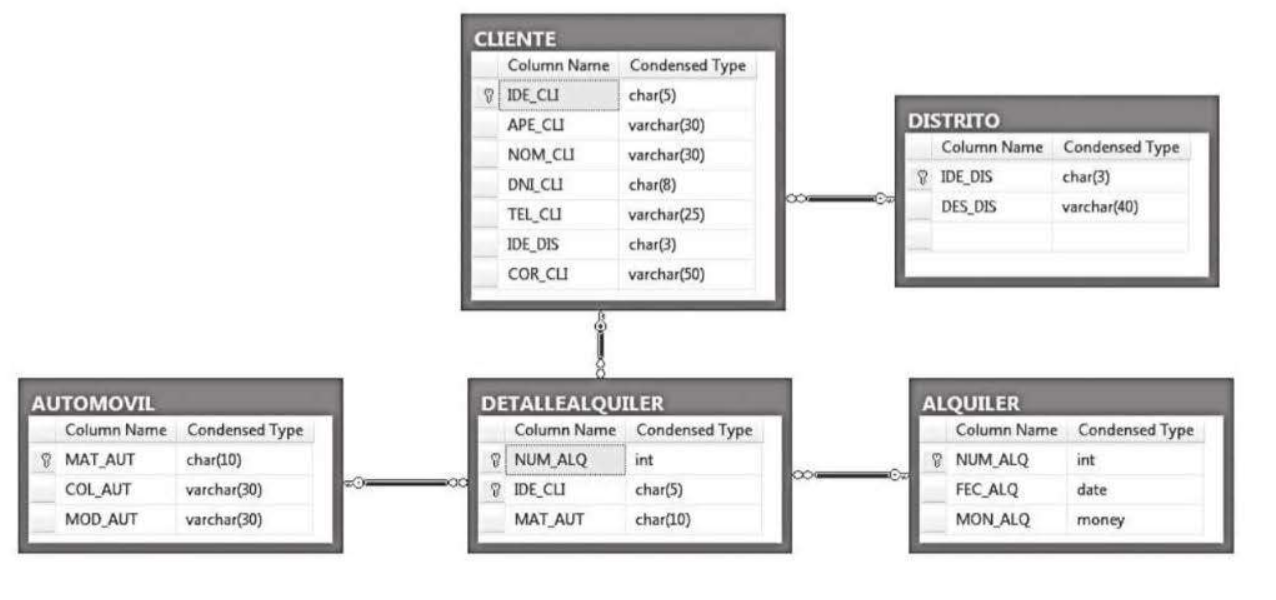 CLIENTE
Column Name Condensed Type
IDE_CLI char(5)
APE_CLI varchar(30)
NOM_CLI varchar(30)
DNI_CLI char(8)
TEL_CLI varchar(25)
IDE_DIS char(3)
COR_CLI varchar(50)
DISTRITO
Column Name Condensed Type
IDE_DIS char(3)
DES_DIS varchar(40)
AUTOMOVIL
Column Name Condensed Type
MAT_AUT char(10)
COL_AUT varchar(30)
MOD_AUT varchar(30)
DETALLEALQUILER
Column Name Condensed Type
NUM_ALQ int
IDE_CLI char(5)
MAT_AUT char(10)
ALQUILER
Column Name Condensed Type
NUM_ALQ int
FEC_ALQ date
MON_ALQ money